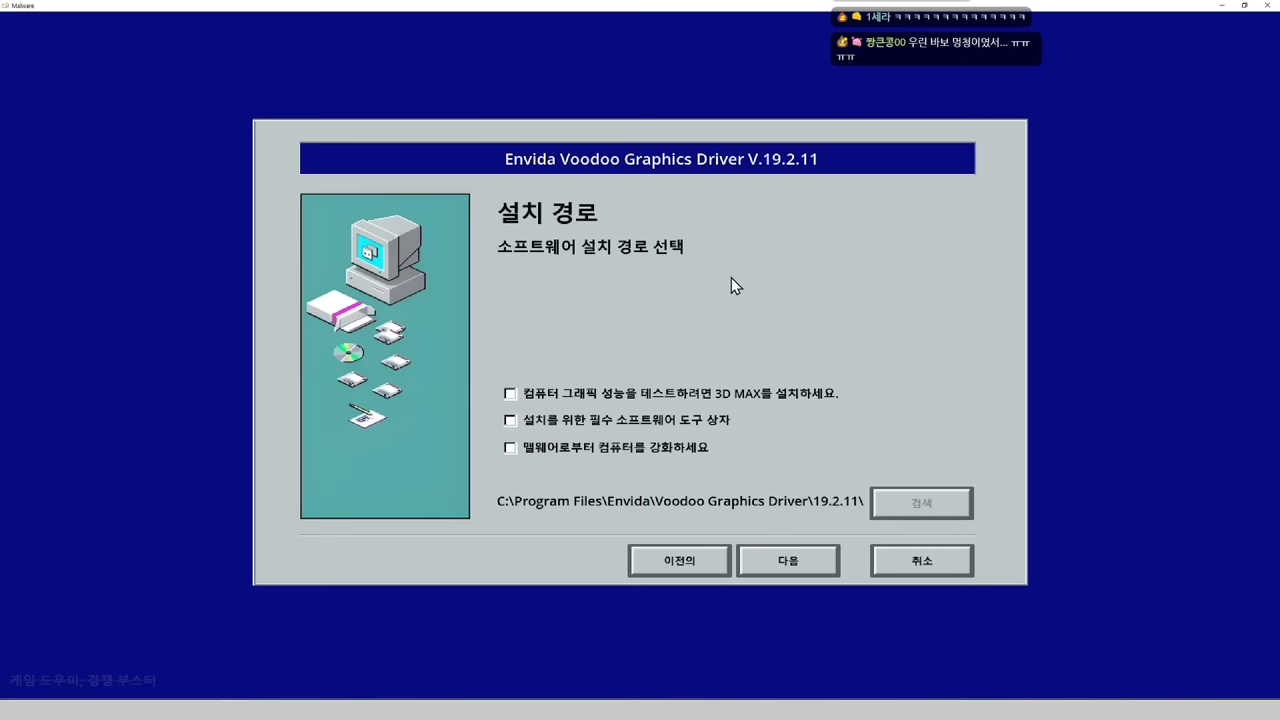 Malware
1세라 ㅋㅋㅋㅋㅋㅋㅋㅋㅋㅋㅋㅋㅋㅋ
짱큰콩00 우린 바보 멍청이였서... ㅠㅠ
ㅠㅠ
Envida Voodoo Graphics Driver V.19.2.11
설치 경로
소프트웨어 설치 경로 선택
컴퓨터 그래픽 성능을 테스트하려면 3D MAX를 설치하세요.
설치를 위한 필수 소프트웨어 도구 상자
맬웨어로부터 컴퓨터를 강화하세요
C:\Program Files\Envida\Voodoo Graphics Driver\19.2.11\
검색
이전의
다음
취소
게임 도우미, 경쟁 부스터